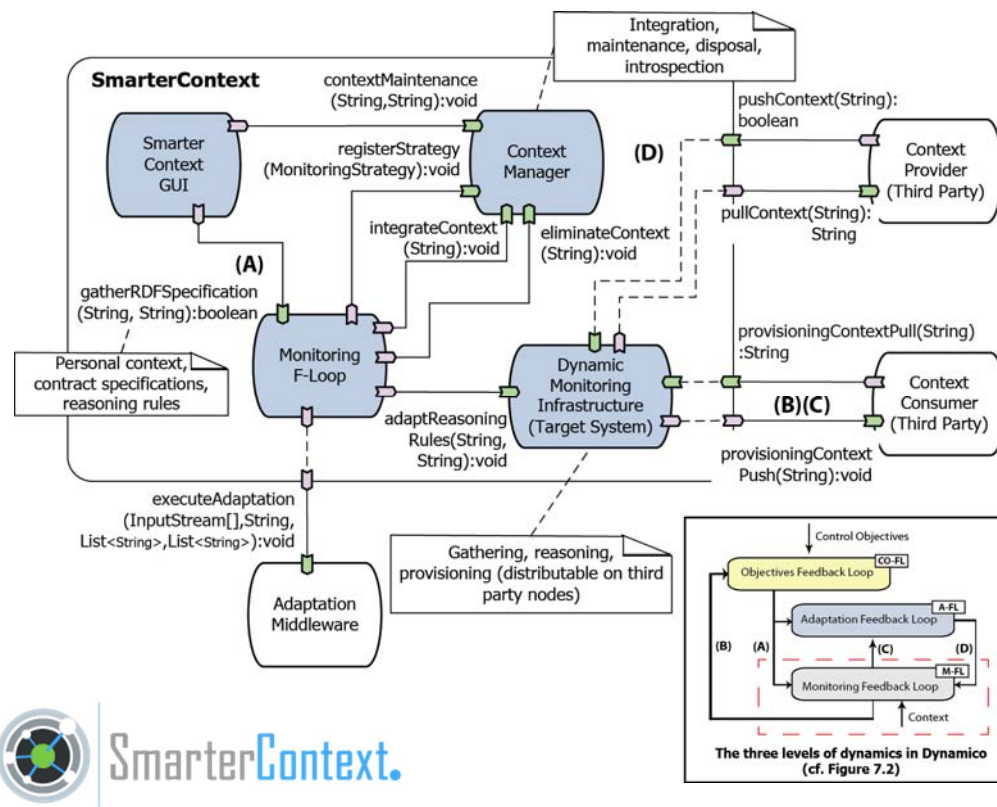 Integration,
maintenance, disposal,
introspection
SmarterContext
contextMaintenance
(String,String):void
pushContext(String):
boolean
Smarter
Context
GUI
registerStrategy
(MonitoringStrategy):void
Context
Manager
(D)
Context
Provider
(Third Party)
pullContext(String):
String
integrateContext
(String):void
eliminateContext
(String):void
(A)
gatherRDFSpecification
(String, String):boolean
Personal context,
contract specifications,
reasoning rules
Monitoring
F-Loop
Dynamic
Monitoring
Infrastructure
(Target System)
provisioningContextPull(String)
:String
(B)(C)
Context
Consumer
(Third Party)
adaptReasoning
Rules(String,
String):void
provisioningContext
Push(String):void
executeAdaptation
(InputStream[],String,
List<String>,List<String>):void
Gathering, reasoning,
provisioning (distributable on third
party nodes)
Adaptation
Middleware
Control Objectives
CO-FL
Objectives Feedback Loop
A-FL
Adaptation Feedback Loop
(B)
(A)
(C)
(D)
M-FL
Monitoring Feedback Loop
Context
The three levels of dynamics in Dynamico
(cf. Figure 7.2)
SmarterContext.